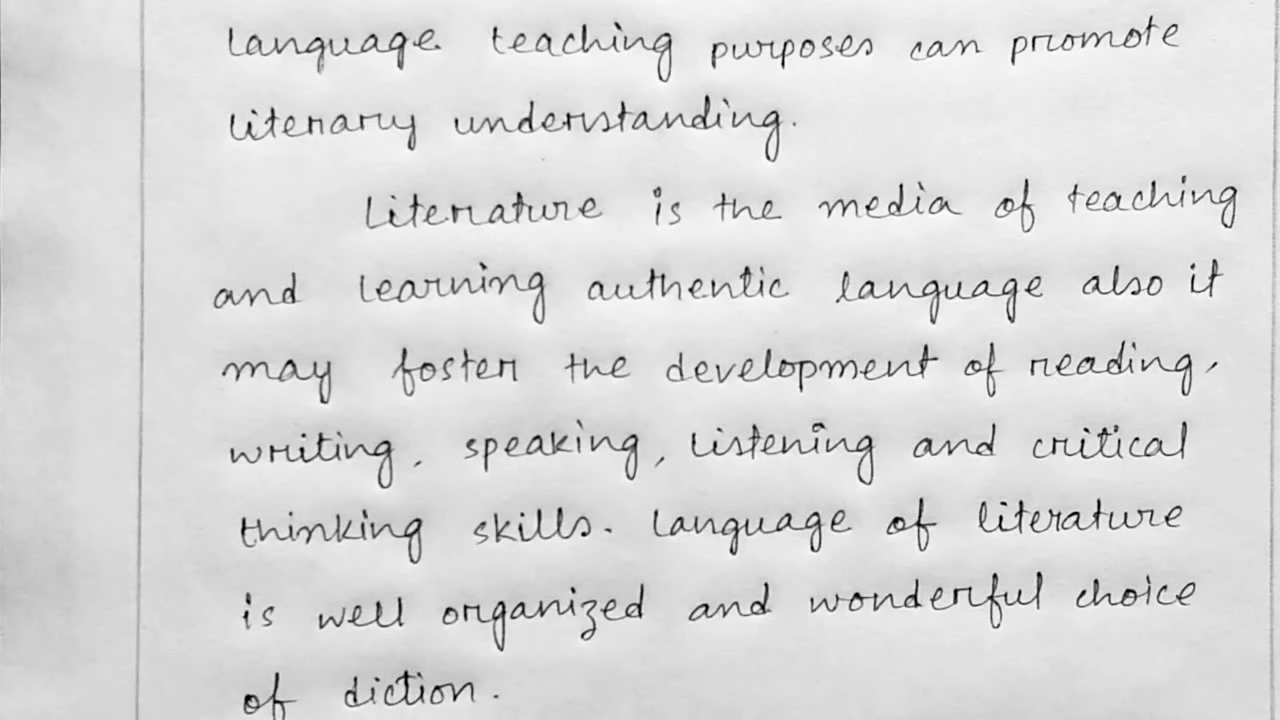 language teaching purposes can promote
literary understanding.
Literature is the media of teaching
and learning authentic language also it
may foster the development of reading,
writing, speaking, listening and critical
thinking skills. Language of literature
is well organized and wonderful choice
of diction.